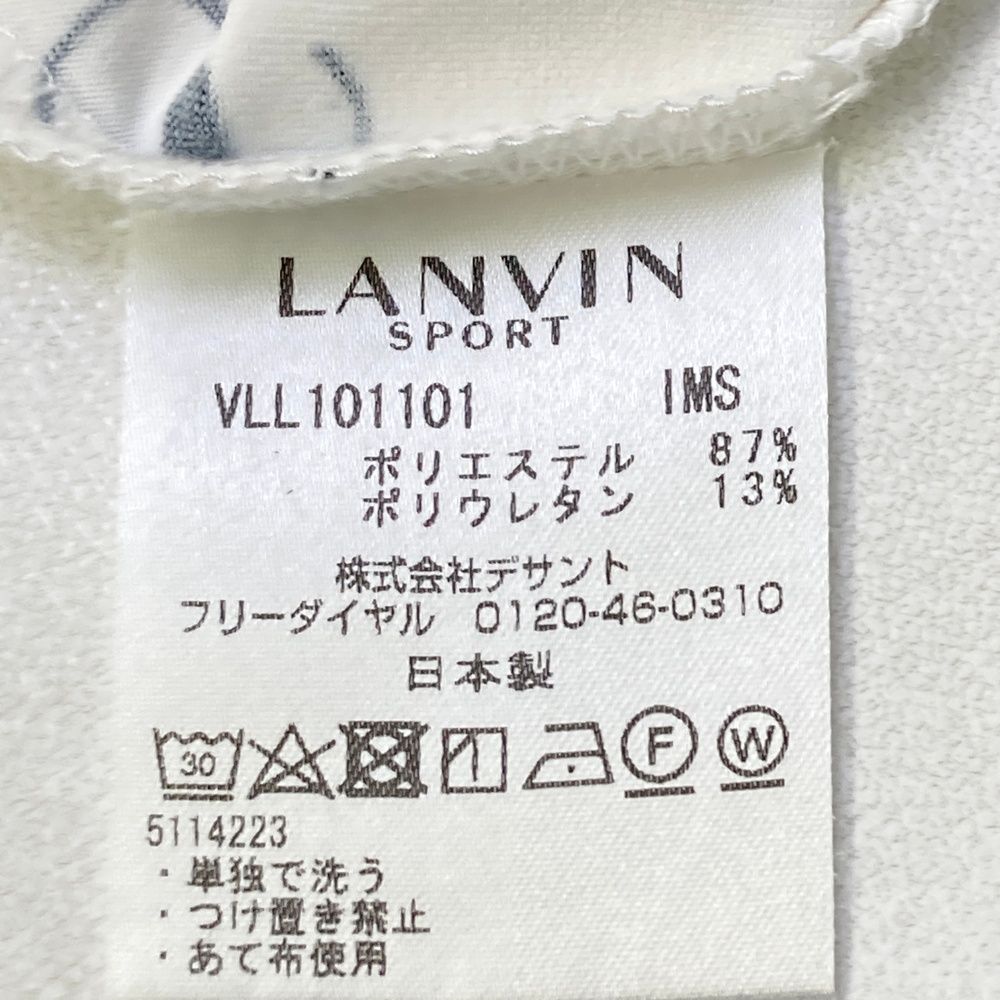 LANVIN
SPORT
VLL101101 IMS
ポリエステル 87%
ポリウレタン 13%
株式会社デサント
フリーダイヤル 0120-46-0310
日本製
30 F W
5114223
・単独で洗う
・つけ置き禁止
・あて布使用